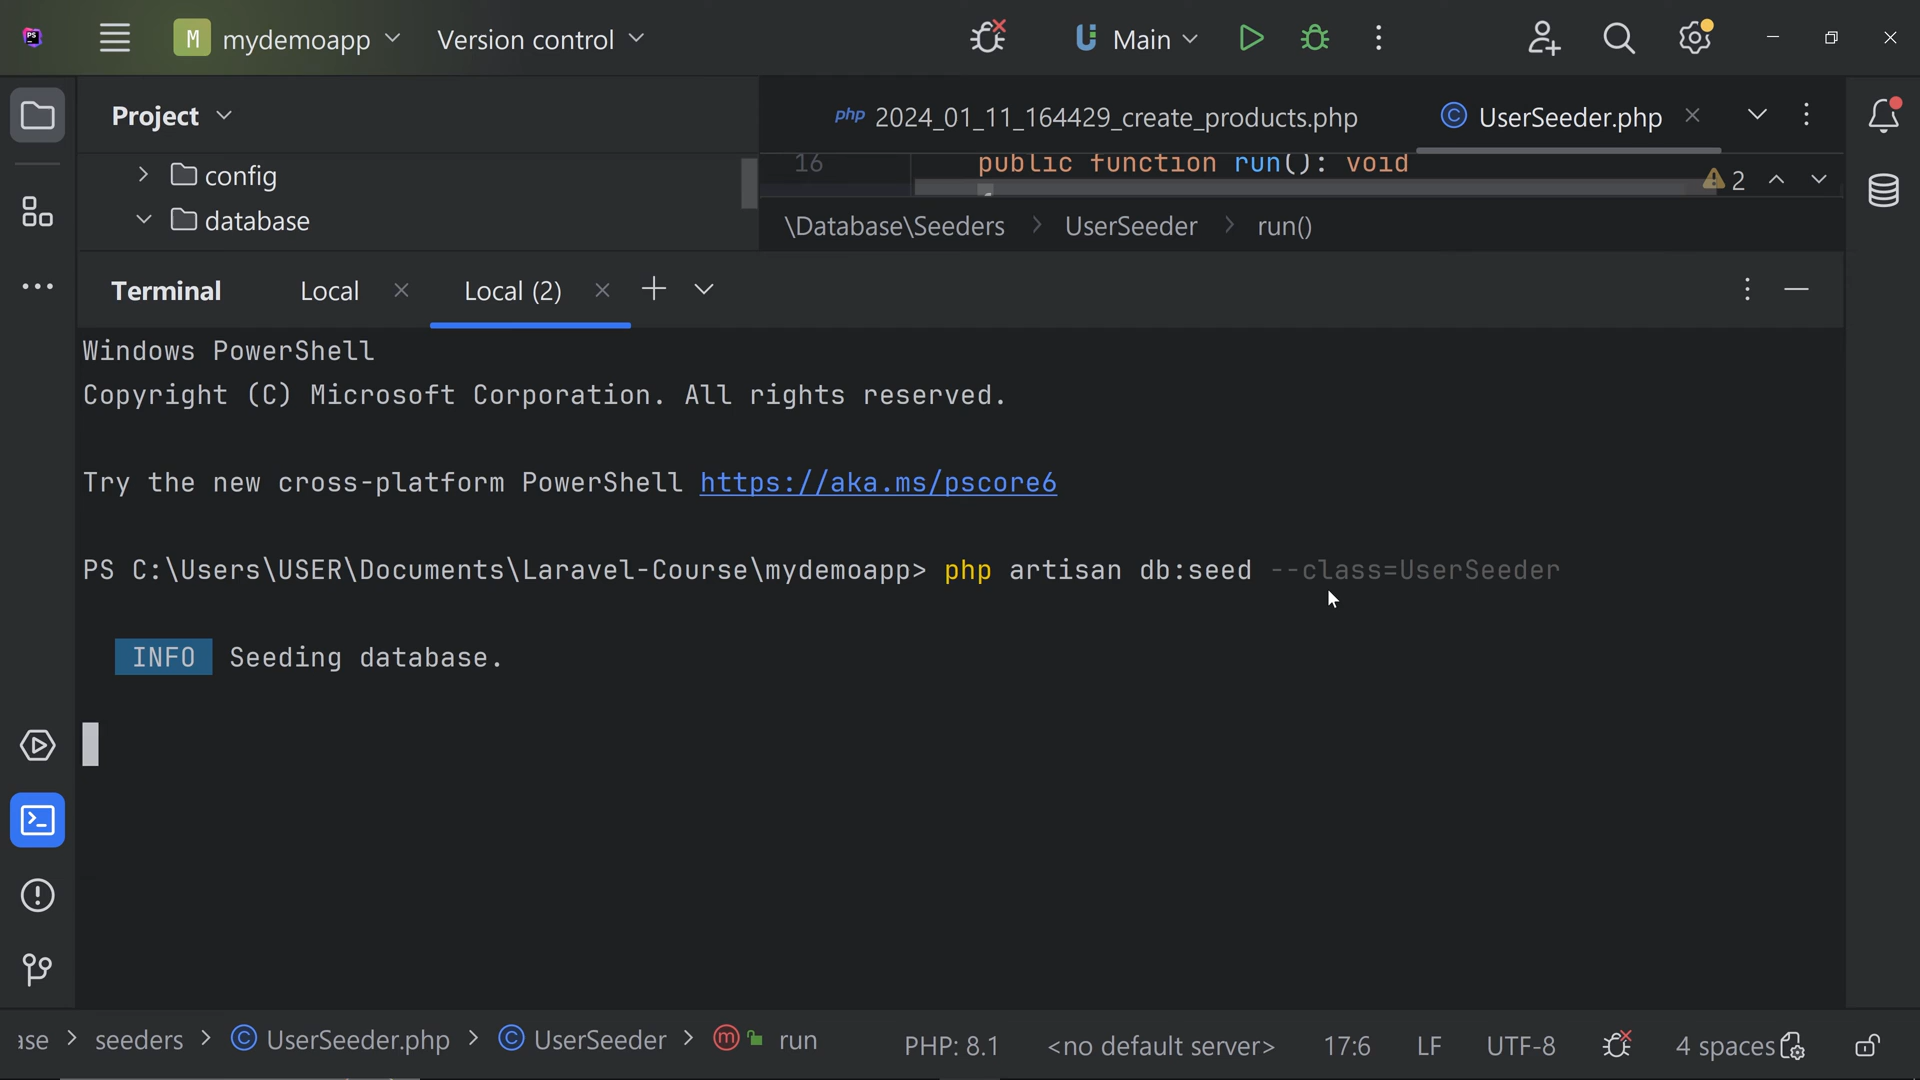 PS
M mydemoapp Version control Main
Project
php 2024_01_11_164429_create_products.php UserSeeder.php
config
database
16 public function run(): void
2
\Database\Seeders > UserSeeder > run()
Terminal Local Local (2)
Windows PowerShell
Copyright (C) Microsoft Corporation. All rights reserved.
Try the new cross-platform PowerShell https://aka.ms/pscore6
PS C:\Users\USER\Documents\Laravel-Course\mydemoapp> php artisan db:seed --class=UserSeeder
INFO Seeding database.
seeders > UserSeeder.php > UserSeeder > run PHP: 8.1 <no default server> 17:6 LF UTF-8 4 spaces